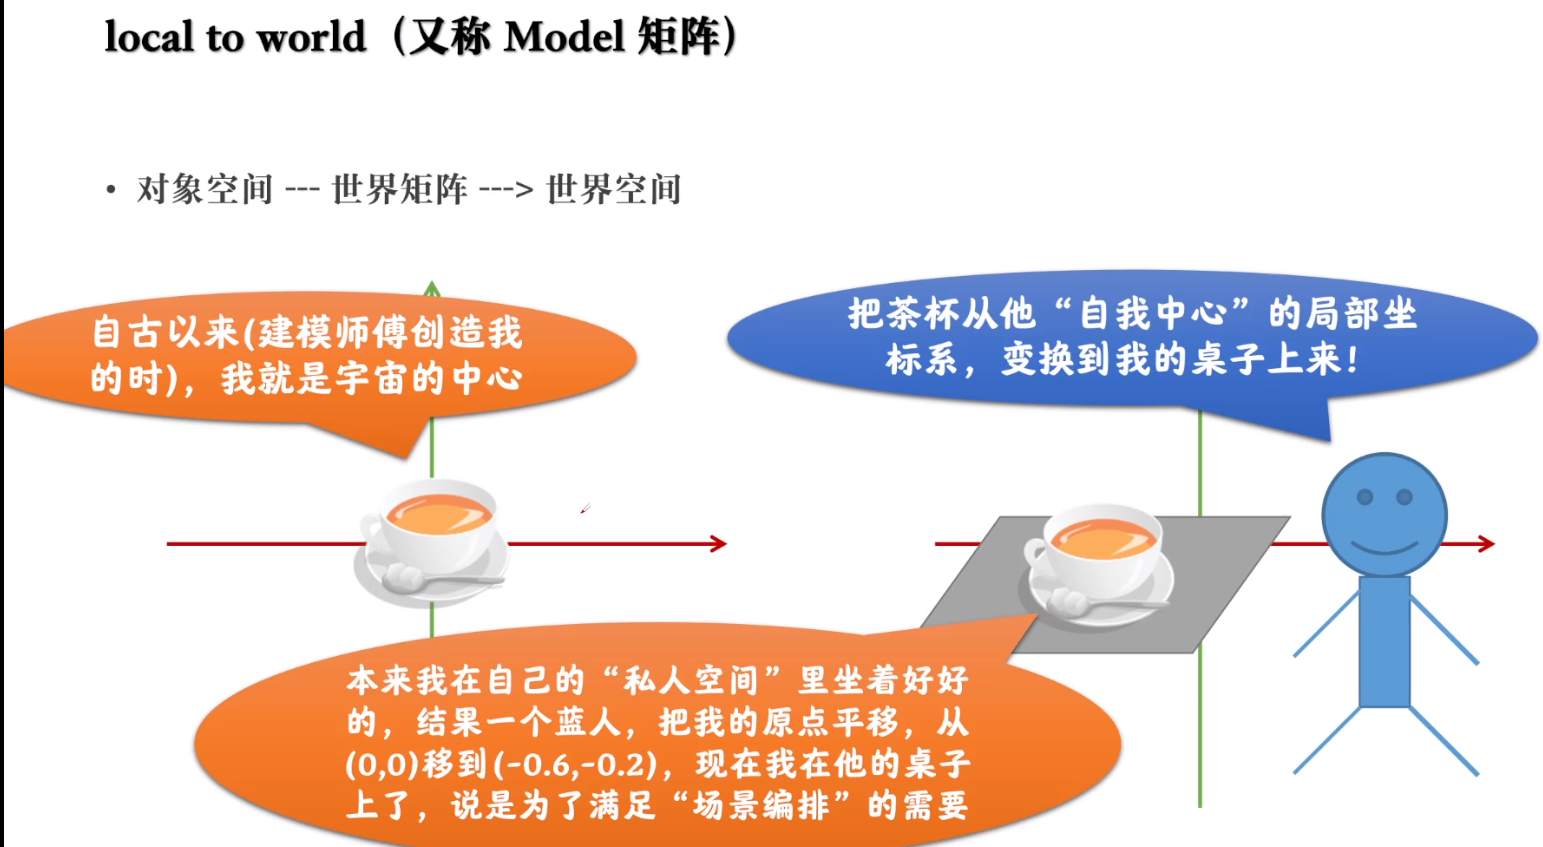 local to world（又称 Model 矩阵）
• 对象空间 --- 世界矩阵 ---> 世界空间
自古以来(建模师傅创造我
的时)，我就是宇宙的中心
把茶杯从他“自我中心”的局部坐
标系，变换到我的桌子上来！
本来我在自己的“私人空间”里坐着好好
的，结果一个蓝人，把我的原点平移，从
(0,0)移到(-0.6,-0.2)，现在我在他的桌子
上了，说是为了满足“场景编排”的需要